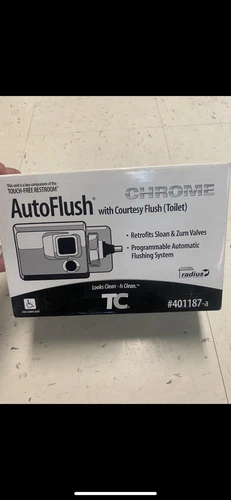 This unit is a key component of the
TOUCH-FREE RESTROOM™
CHROME
AutoFlush® with Courtesy Flush (Toilet)
• Retrofits Sloan & Zurn Valves
• Programmable Automatic
Flushing System
radius
Looks Clean - Is Clean.™
TC®
#401187-a